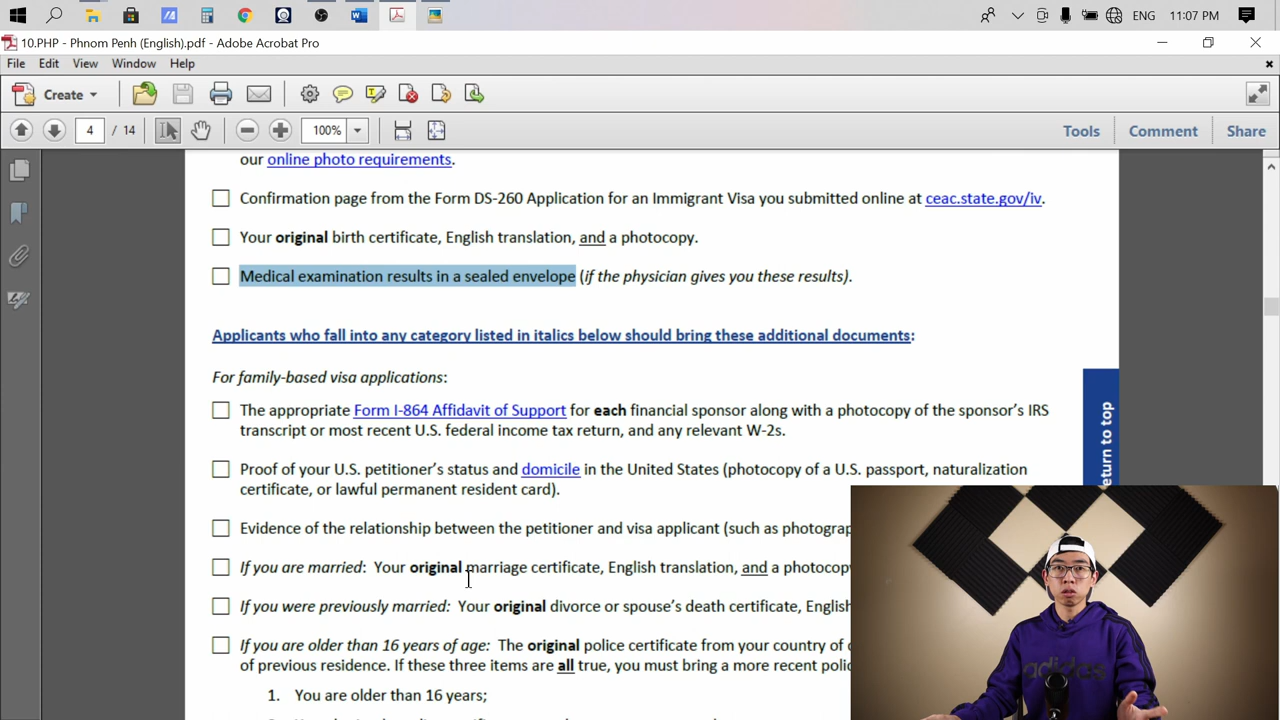 ENG 11:07 PM
10.PHP - Phnom Penh (English).pdf - Adobe Acrobat Pro
File Edit View Window Help
Create
4 / 14 100% Tools Comment Share
our online photo requirements.
Confirmation page from the Form DS-260 Application for an Immigrant Visa you submitted online at ceac.state.gov/iv.
Your original birth certificate, English translation, and a photocopy.
Medical examination results in a sealed envelope (if the physician gives you these results).
Applicants who fall into any category listed in italics below should bring these additional documents:
For family-based visa applications:
The appropriate Form I-864 Affidavit of Support for each financial sponsor along with a photocopy of the sponsor's IRS
transcript or most recent U.S. federal income tax return, and any relevant W-2s.
Proof of your U.S. petitioner's status and domicile in the United States (photocopy of a U.S. passport, naturalization
certificate, or lawful permanent resident card).
Evidence of the relationship between the petitioner and visa applicant (such as photograp
If you are married: Your original marriage certificate, English translation, and a photocopy
If you were previously married: Your original divorce or spouse's death certificate, English
If you are older than 16 years of age: The original police certificate from your country of
of previous residence. If these three items are all true, you must bring a more recent polic
1. You are older than 16 years;
eturn to top
adidas